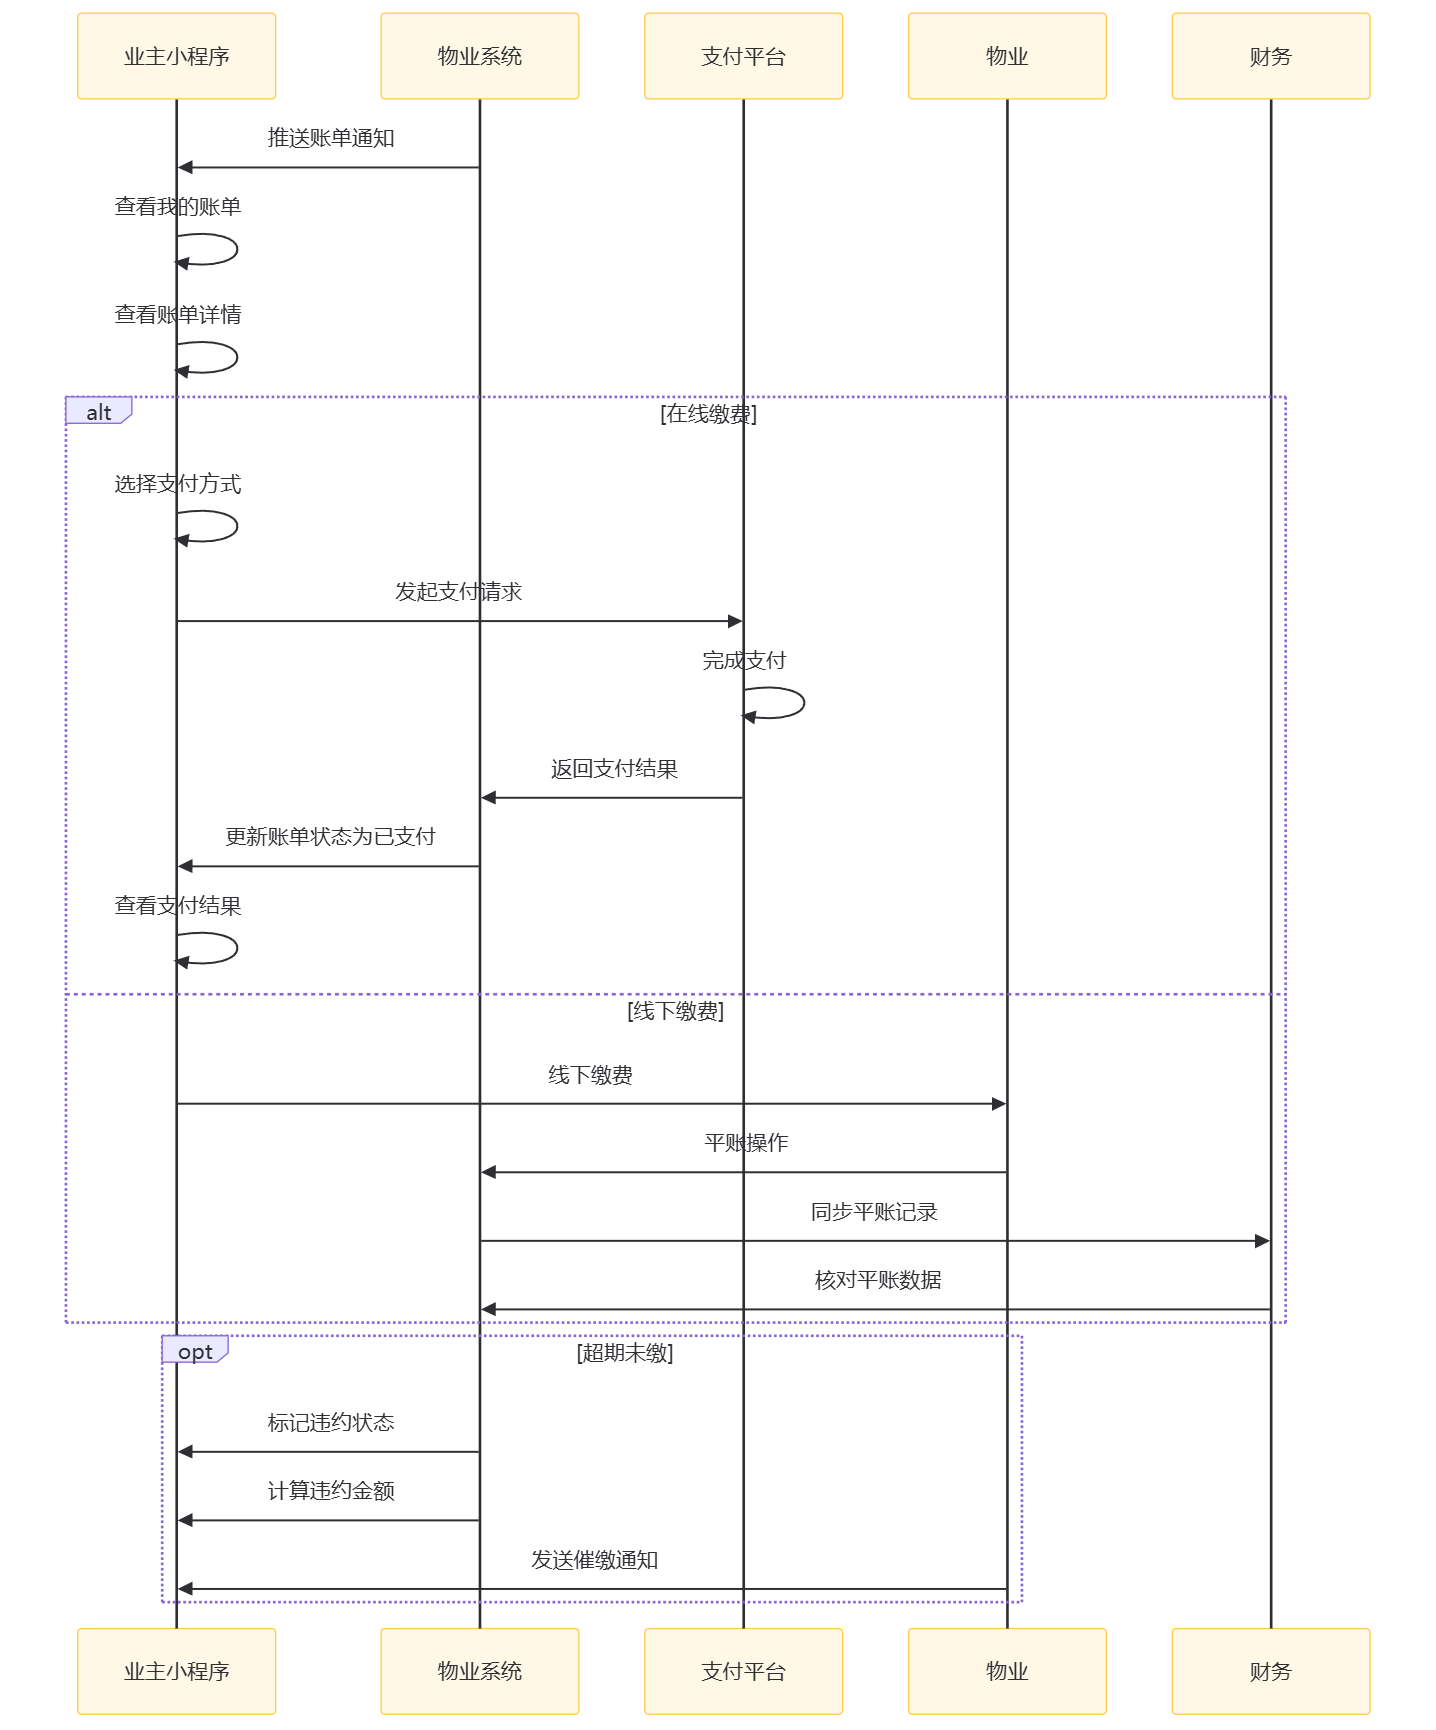 业主小程序
物业系统
支付平台
物业
财务
推送账单通知
查看我的账单
查看账单详情
alt
[在线缴费]
选择支付方式
发起支付请求
完成支付
返回支付结果
更新账单状态为已支付
查看支付结果
[线下缴费]
线下缴费
平账操作
同步平账记录
核对平账数据
opt
[超期未缴]
标记违约状态
计算违约金额
发送催缴通知
业主小程序
物业系统
支付平台
物业
财务